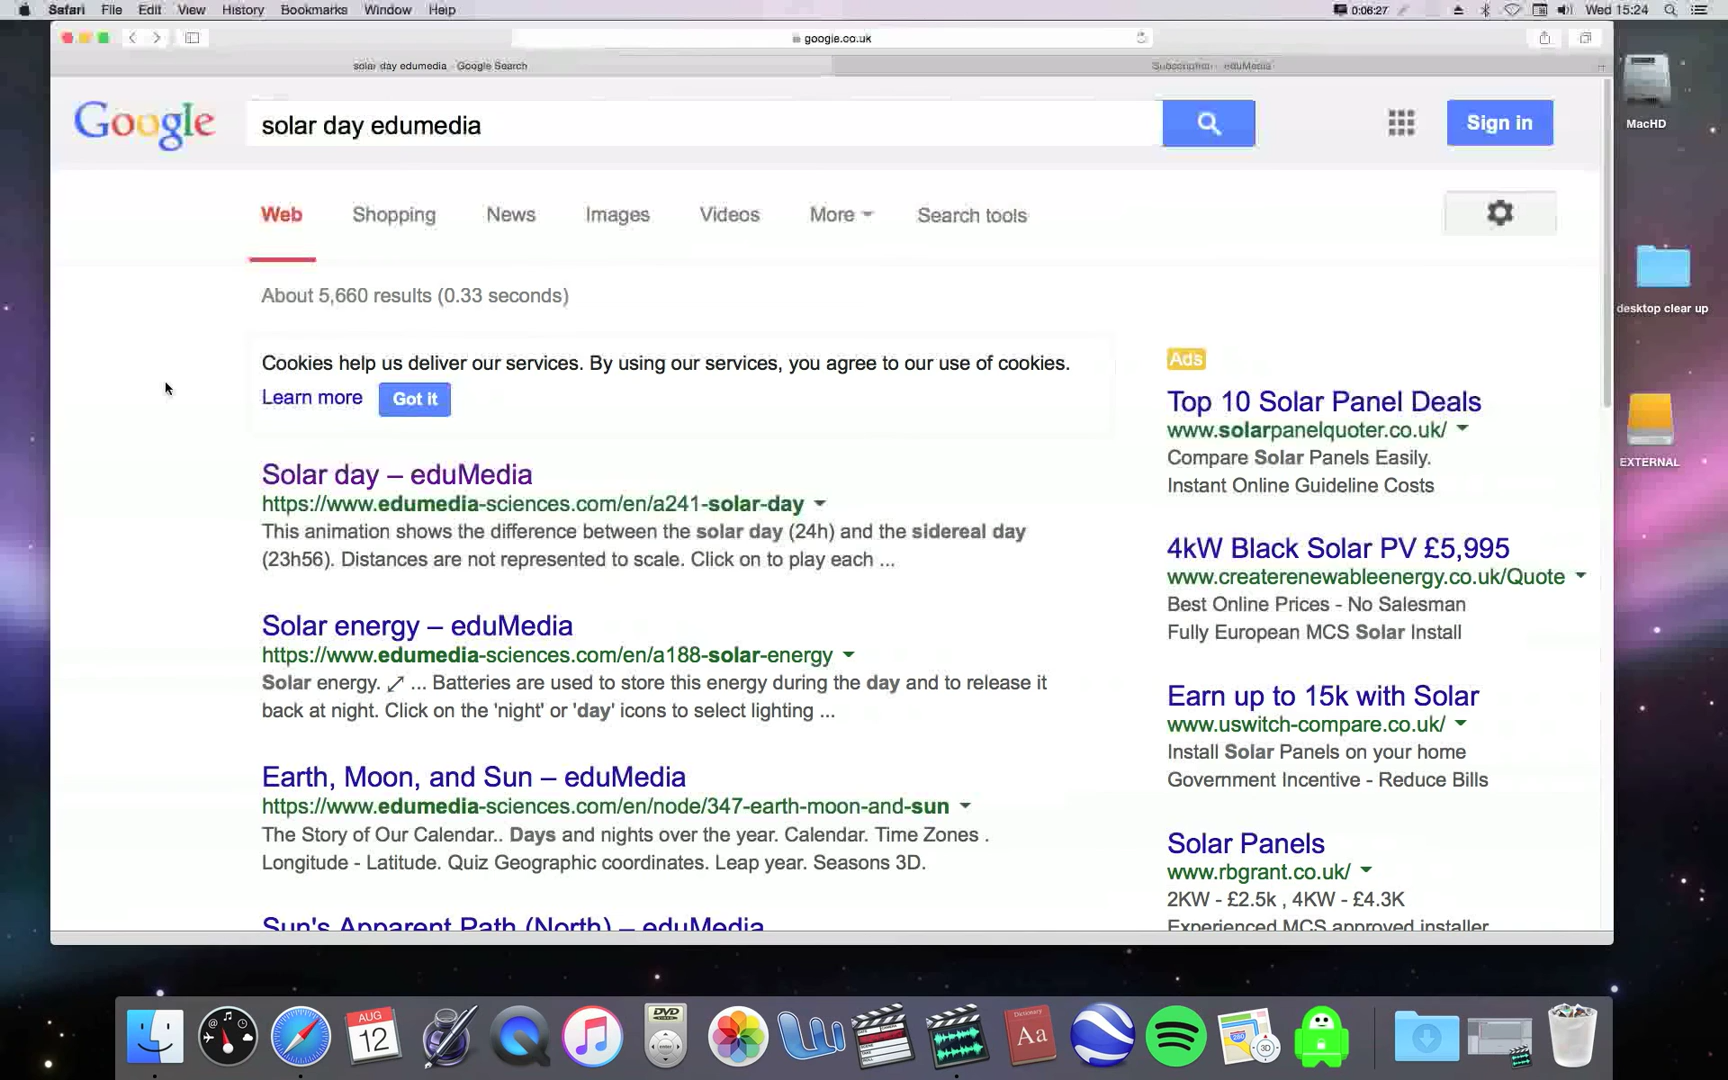 Safari File Edit View History Bookmarks Window Help
0:06:27 Wed 15:24
google.co.uk
solar day edumedia - Google Search
Subscription - eduMedia
Google
solar day edumedia
Sign in
Web Shopping News Images Videos More Search tools
About 5,660 results (0.33 seconds)
Cookies help us deliver our services. By using our services, you agree to our use of cookies.
Learn more Got it
Solar day – eduMedia
https://www.edumedia-sciences.com/en/a241-solar-day
This animation shows the difference between the solar day (24h) and the sidereal day
(23h56). Distances are not represented to scale. Click on to play each ...
Solar energy – eduMedia
https://www.edumedia-sciences.com/en/a188-solar-energy
Solar energy. ... Batteries are used to store this energy during the day and to release it
back at night. Click on the 'night' or 'day' icons to select lighting ...
Earth, Moon, and Sun – eduMedia
https://www.edumedia-sciences.com/en/node/347-earth-moon-and-sun
The Story of Our Calendar.. Days and nights over the year. Calendar. Time Zones .
Longitude - Latitude. Quiz Geographic coordinates. Leap year. Seasons 3D.
Sun's Apparent Path (North) – eduMedia
Ads
Top 10 Solar Panel Deals
www.solarpanelquoter.co.uk/
Compare Solar Panels Easily.
Instant Online Guideline Costs
4kW Black Solar PV £5,995
www.createrenewableenergy.co.uk/Quote
Best Online Prices - No Salesman
Fully European MCS Solar Install
Earn up to 15k with Solar
www.uswitch-compare.co.uk/
Install Solar Panels on your home
Government Incentive - Reduce Bills
Solar Panels
www.rbgrant.co.uk/
2KW - £2.5k , 4KW - £4.3K
Experienced MCS approved installer
MacHD
desktop clear up
EXTERNAL
AUG
12
DVD
Aa
280
3D